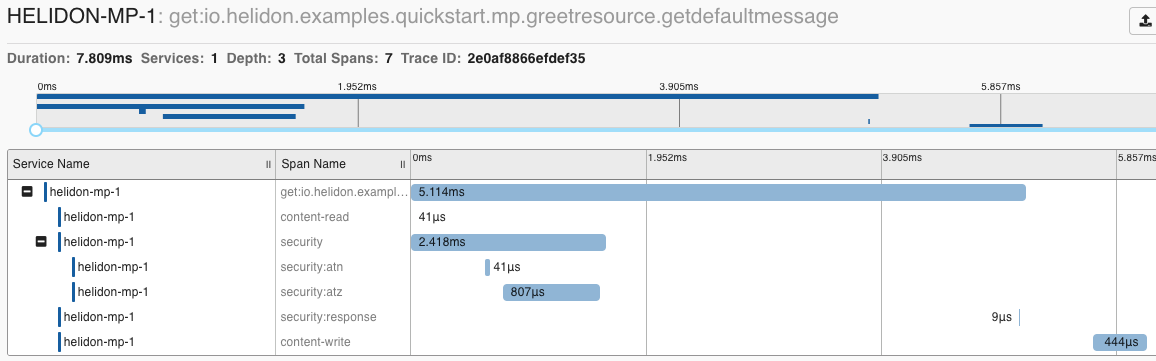 HELIDON-MP-1: get:io.helidon.examples.quickstart.mp.greetresource.getdefaultmessage
Duration: 7.809ms Services: 1 Depth: 3 Total Spans: 7 Trace ID: 2e0af8866efdef35
0ms 1.952ms 3.905ms 5.857ms
Service Name Span Name 0ms 1.952ms 3.905ms 5.857ms
helidon-mp-1 get:io.helidon.exampl... 5.114ms
helidon-mp-1 content-read 41μs
helidon-mp-1 security 2.418ms
helidon-mp-1 security:atn 41μs
helidon-mp-1 security:atz 807μs
helidon-mp-1 security:response 9μs
helidon-mp-1 content-write 444μs